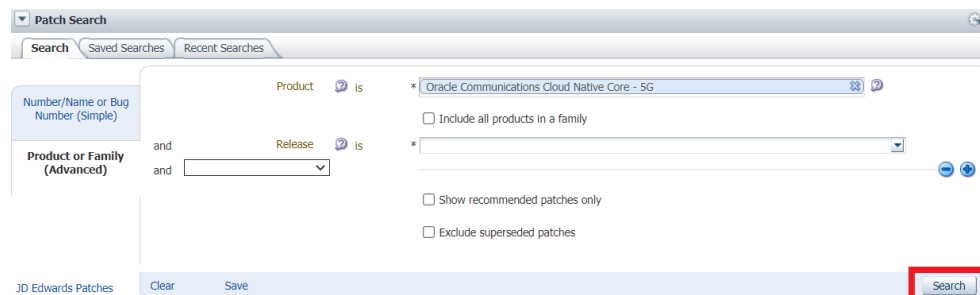 Patch Search
Search Saved Searches Recent Searches
Product is * Oracle Communications Cloud Native Core - 5G
Number/Name or Bug
Number (Simple)
Include all products in a family
and Release is *
Product or Family
(Advanced)
and
Show recommended patches only
Exclude superseded patches
JD Edwards Patches Clear Save Search